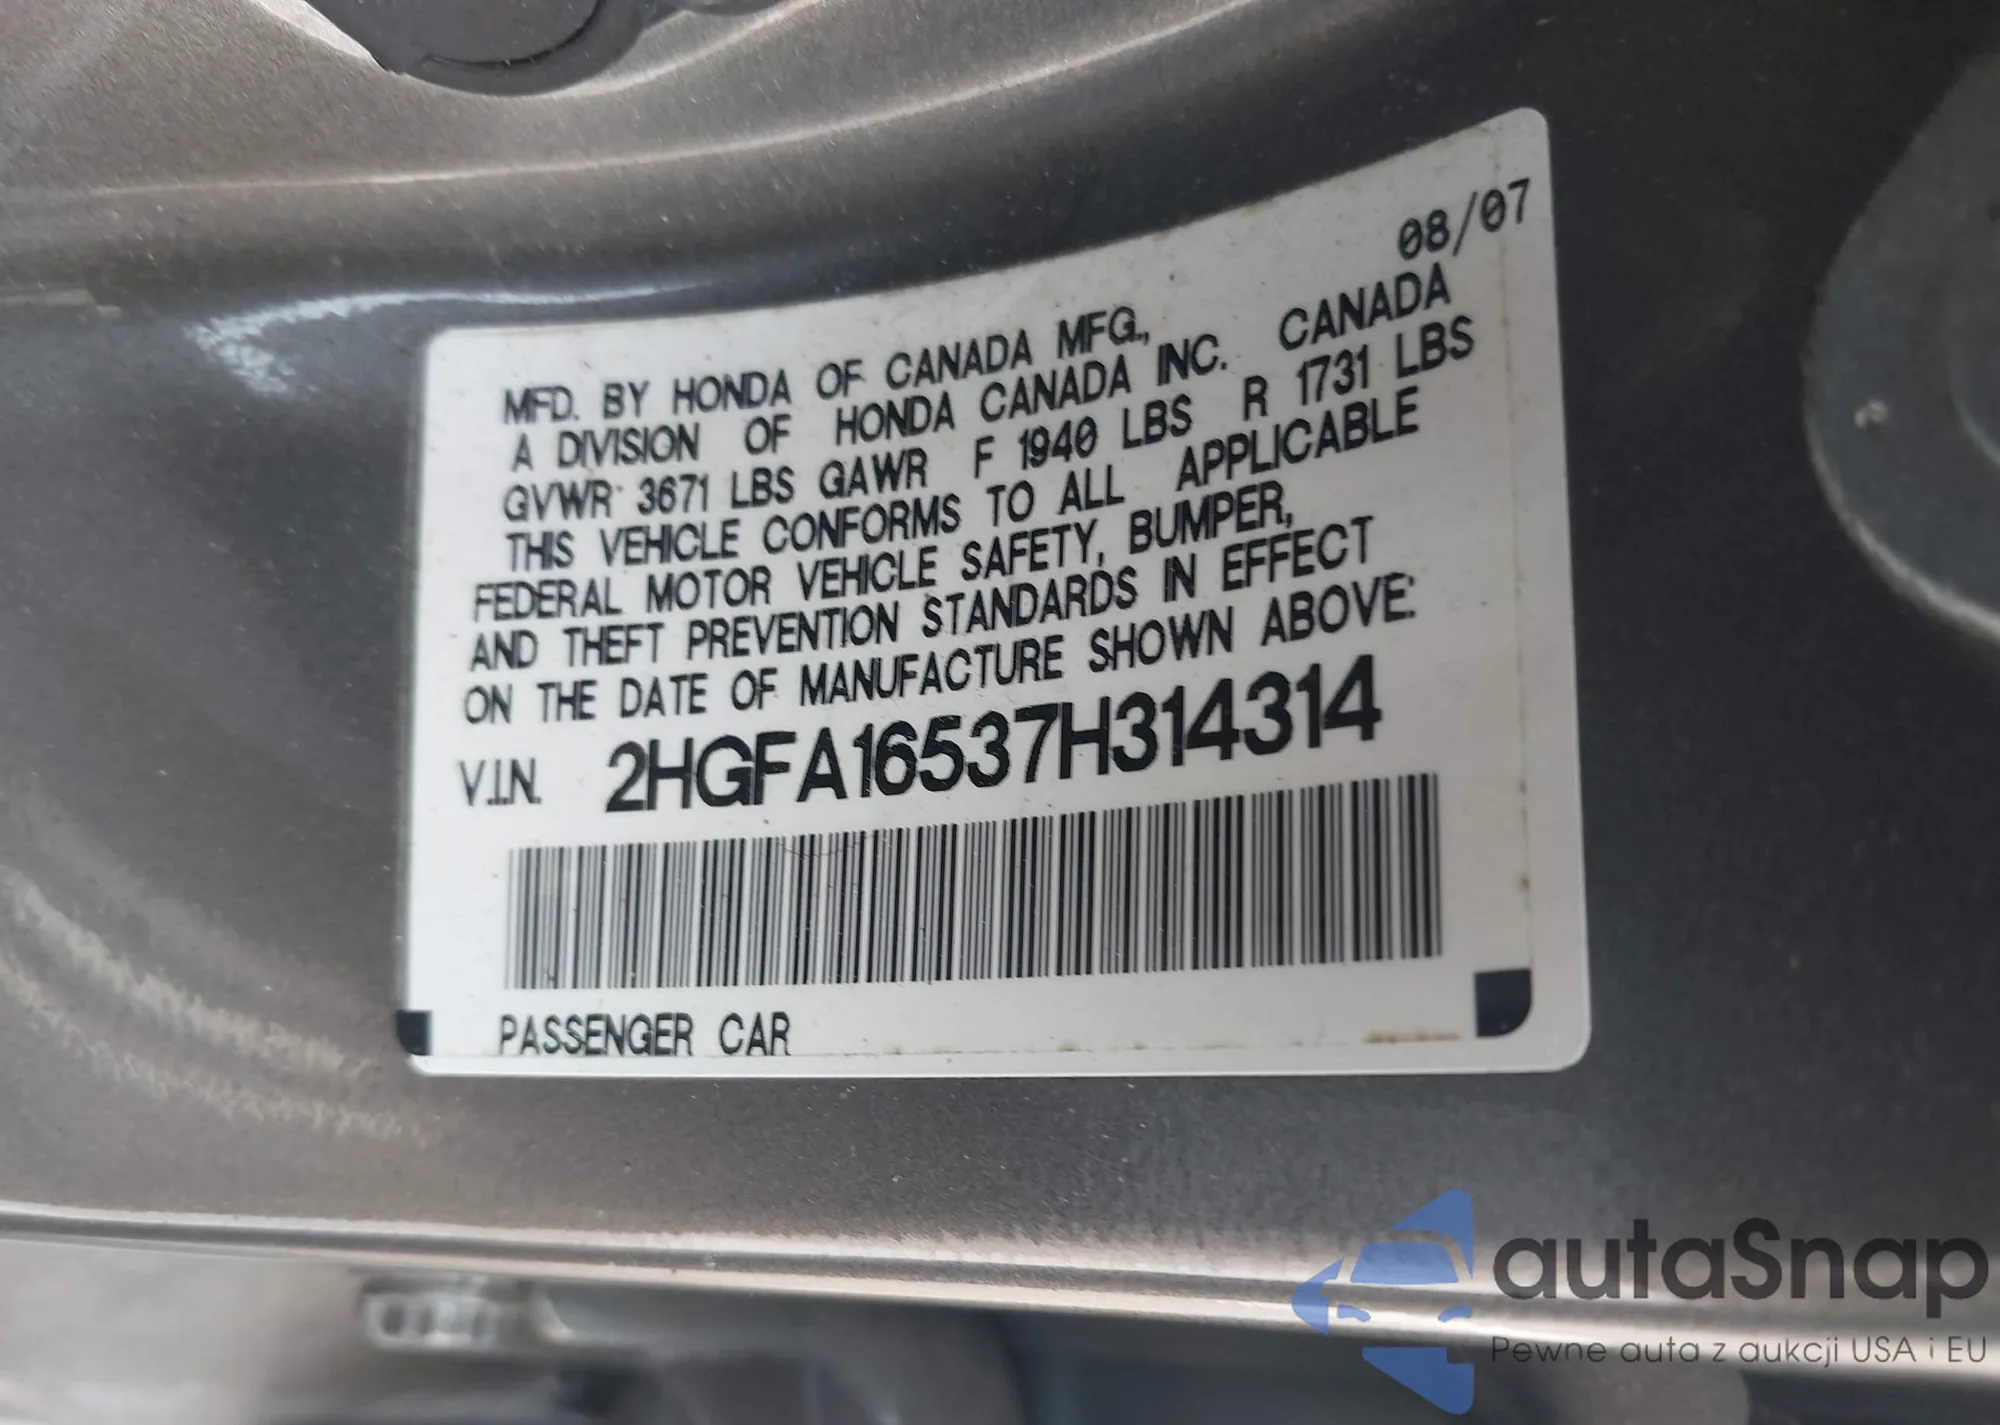 08/07
MFD. BY HONDA OF CANADA MFG.,
A DIVISION OF HONDA CANADA INC. CANADA
GVWR 3671 LBS GAWR F 1940 LBS R 1731 LBS
THIS VEHICLE CONFORMS TO ALL APPLICABLE
FEDERAL MOTOR VEHICLE SAFETY, BUMPER,
AND THEFT PREVENTION STANDARDS IN EFFECT
ON THE DATE OF MANUFACTURE SHOWN ABOVE:
V.I.N. 2HGFA16537H314314
PASSENGER CAR
autaSnap
Pewne auta z aukcji USA i EU